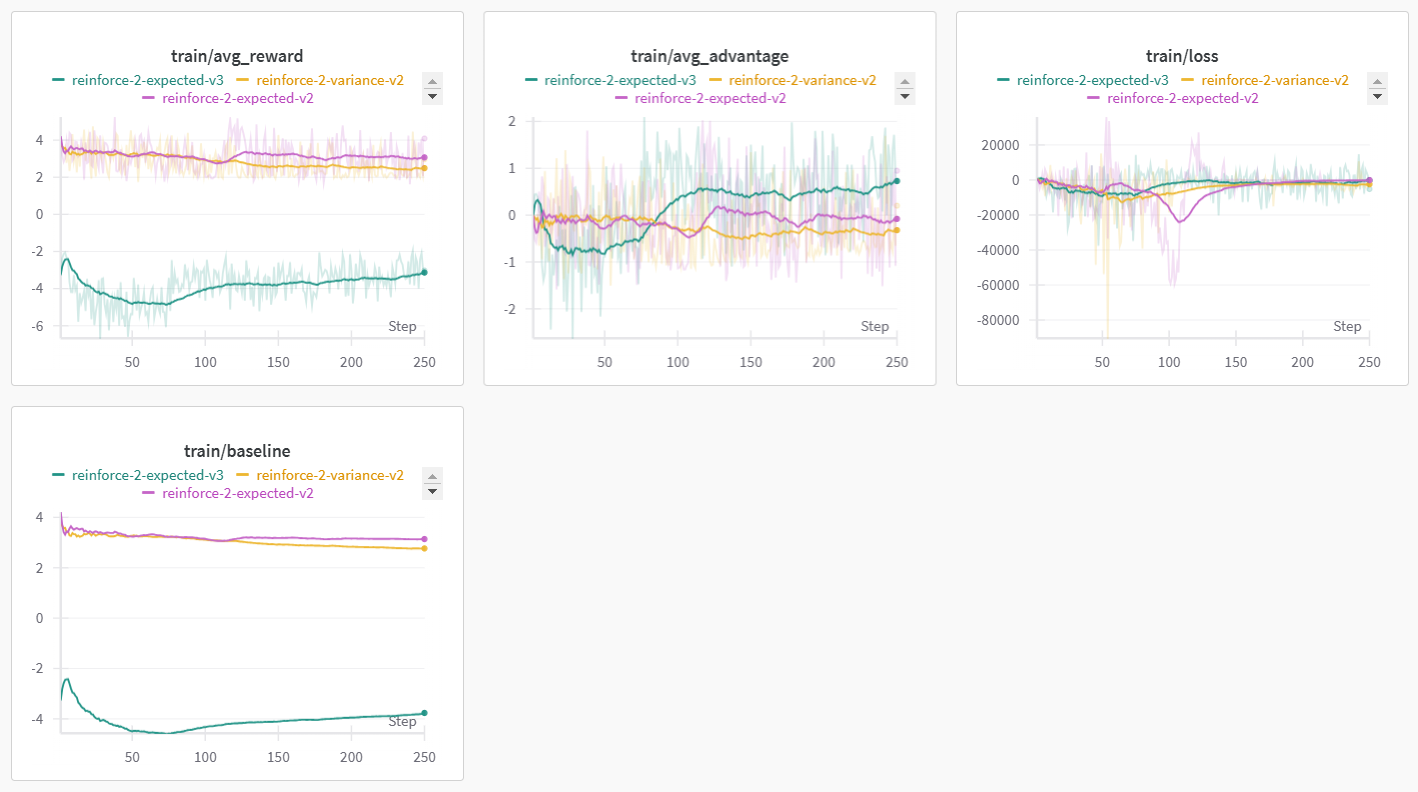 train/avg_reward
reinforce-2-expected-v3 reinforce-2-variance-v2
reinforce-2-expected-v2
4
2
0
-2
-4
-6
Step
50 100 150 200 250
train/avg_advantage
reinforce-2-expected-v3 reinforce-2-variance-v2
reinforce-2-expected-v2
2
1
0
-1
-2
Step
50 100 150 200 250
train/loss
reinforce-2-expected-v3 reinforce-2-variance-v2
reinforce-2-expected-v2
20000
0
-20000
-40000
-60000
-80000
Step
50 100 150 200 250
train/baseline
reinforce-2-expected-v3 reinforce-2-variance-v2
reinforce-2-expected-v2
4
2
0
-2
-4
Step
50 100 150 200 250